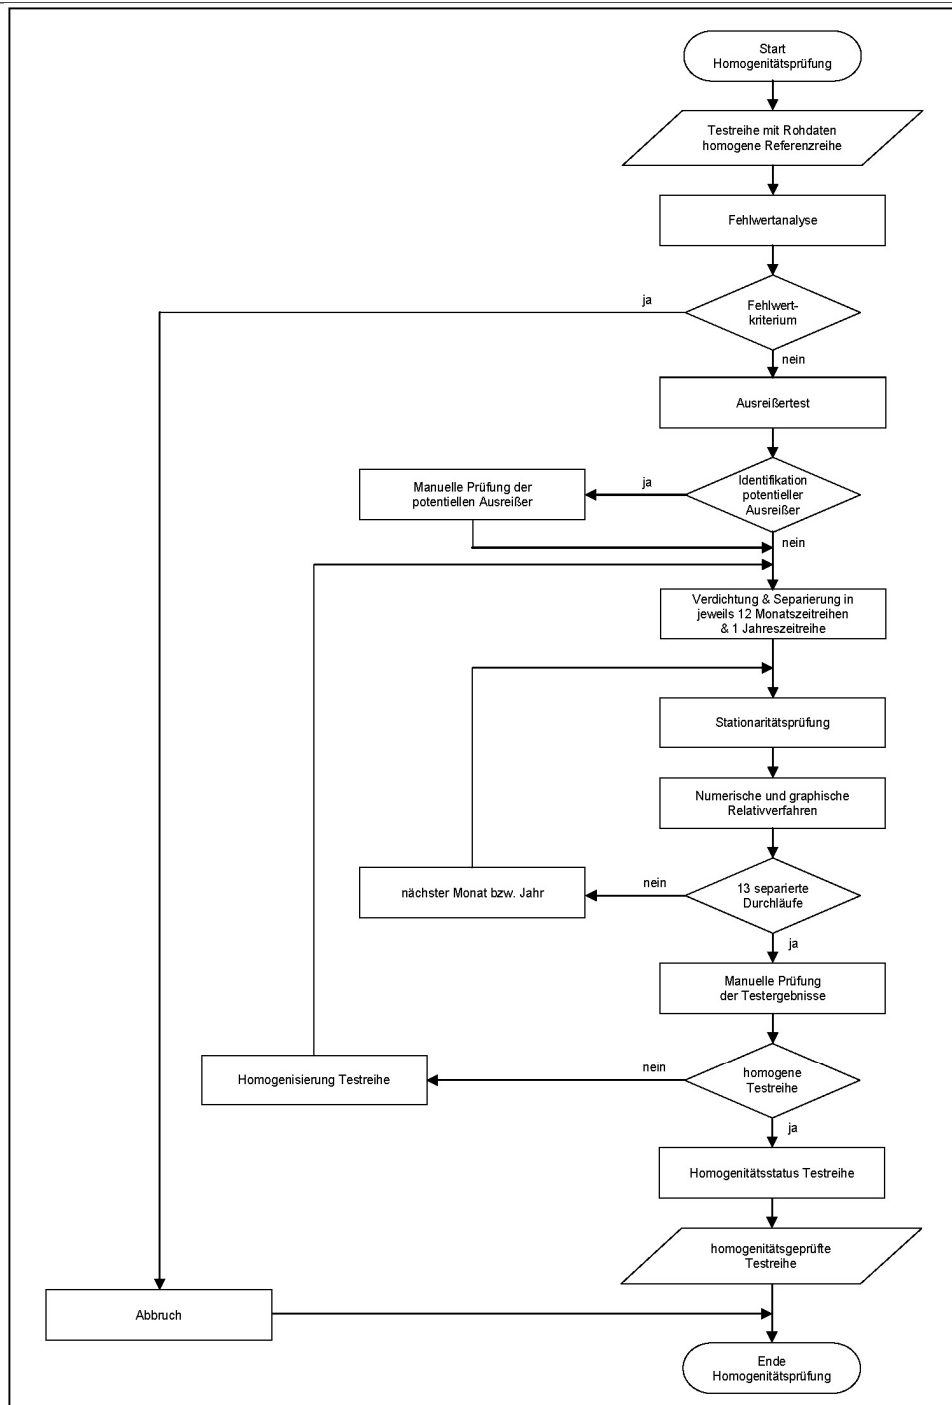 Start
Homogenitätsprüfung
Testreihe mit Rohdaten
homogene Referenzreihe
Fehlwertanalyse
ja
Fehlwert-
kriterium
nein
Ausreißertest
Manuelle Prüfung der
potentiellen Ausreißer
ja
Identifikation
potentieller
Ausreißer
nein
Verdichtung & Separierung in
jeweils 12 Monatszeitreihen
& 1 Jahreszeitreihe
Stationaritätsprüfung
Numerische und graphische
Relativverfahren
nächster Monat bzw. Jahr
nein
13 separierte
Durchläufe
ja
Manuelle Prüfung
der Testergebnisse
Homogenisierung Testreihe
nein
homogene
Testreihe
ja
Homogenitätsstatus Testreihe
homogenitätsgeprüfte
Testreihe
Abbruch
Ende
Homogenitätsprüfung